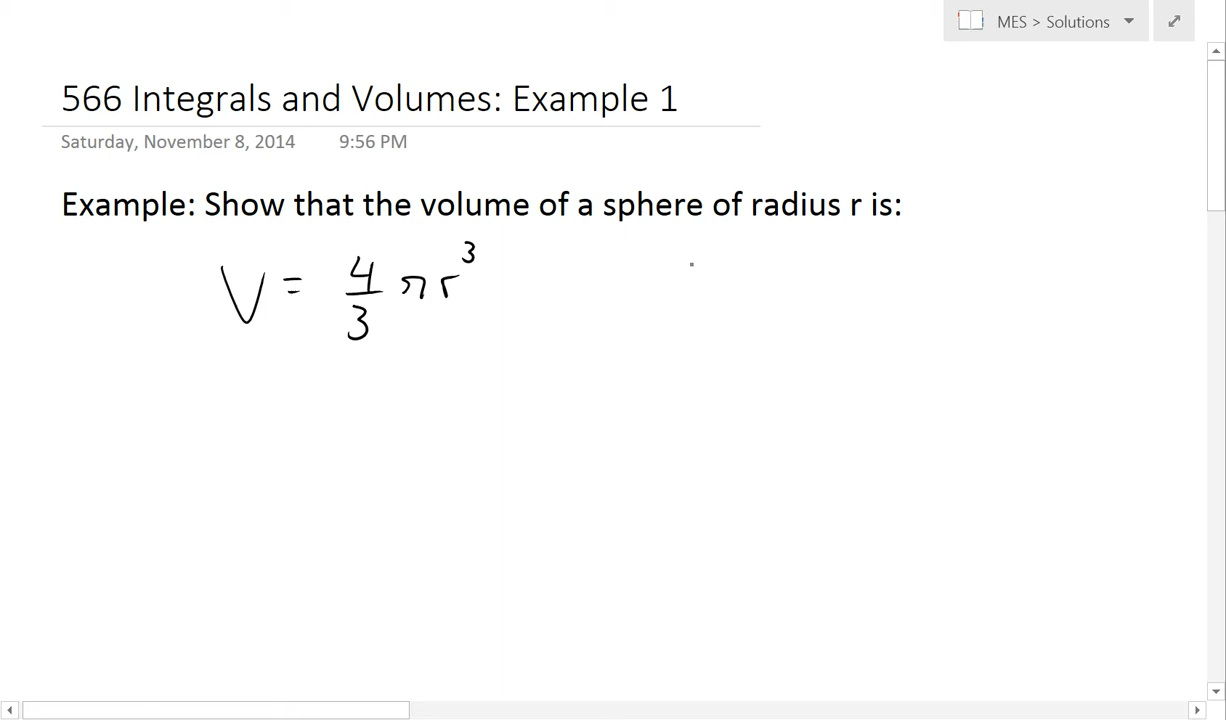 MES > Solutions
566 Integrals and Volumes: Example 1
Saturday, November 8, 2014 9:56 PM
Example: Show that the volume of a sphere of radius r is:
V = 4/3 πr³